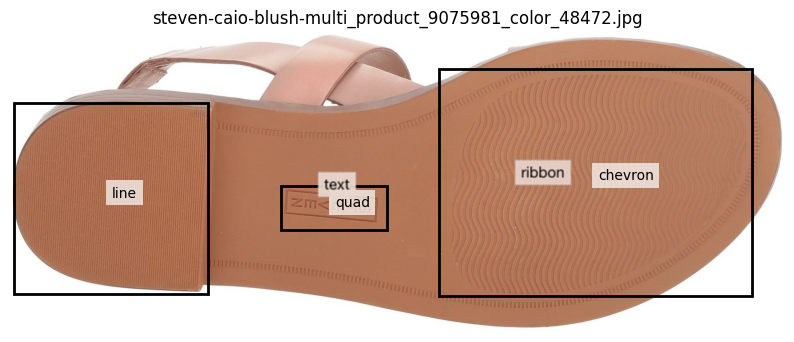 steven-caio-blush-multi_product_9075981_color_48472.jpg
line
text
quad
ribbon
chevron